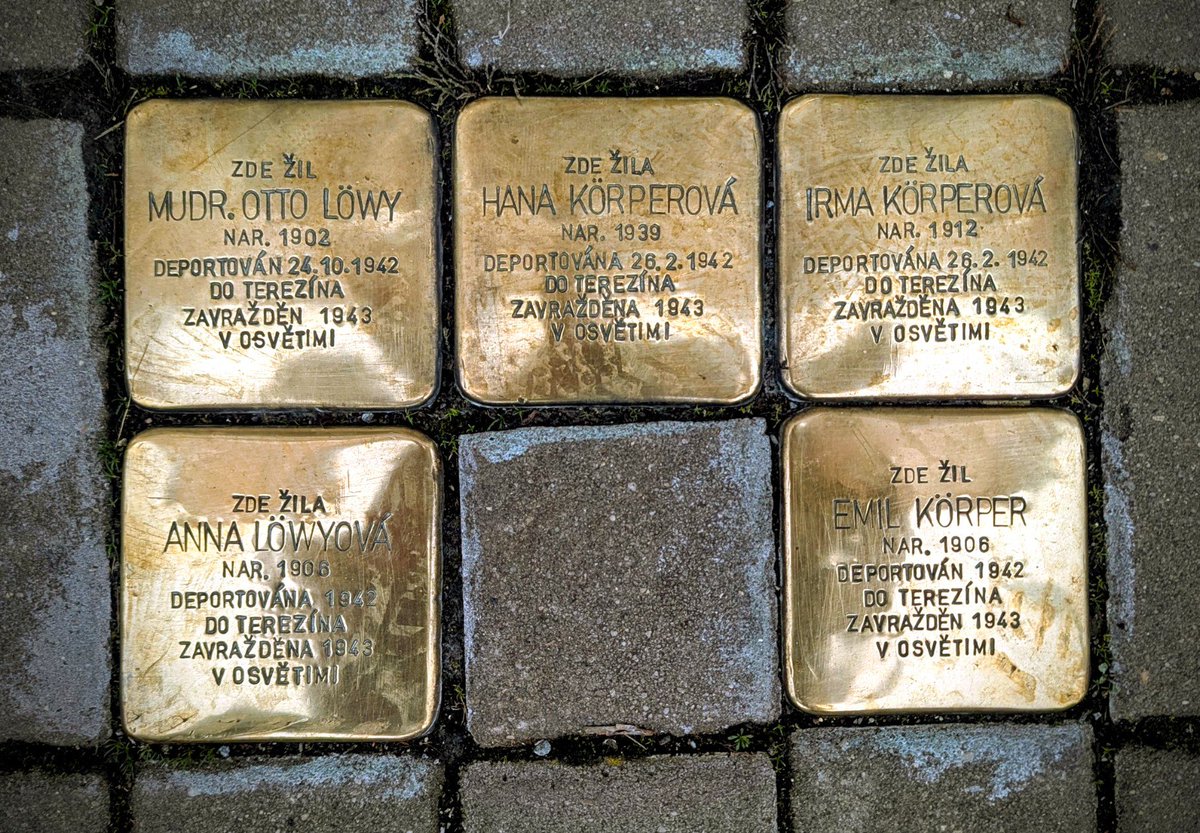 ZDE ŽIL
MUDR. OTTO LÖWY
NAR. 1902
DEPORTOVÁN 24.10.1942
DO TEREZÍNA
ZAVRAŽDĚN 1943
V OSVĚTIMI
ZDE ŽILA
HANA KÖRPEROVÁ
NAR. 1939
DEPORTOVÁNA 26.2.1942
DO TEREZÍNA
ZAVRAŽDĚNA 1943
V OSVĚTIMI
ZDE ŽILA
IRMA KÖRPEROVÁ
NAR. 1912
DEPORTOVÁNA 26.2. 1942
DO TEREZÍNA
ZAVRAŽDĚNA 1943
V OSVĚTIMI
ZDE ŽILA
ANNA LÖWYOVÁ
NAR. 1906
DEPORTOVÁNA 1942
DO TEREZÍNA
ZAVRAŽDĚNA 1943
V OSVĚTIMI
ZDE ŽIL
EMIL KÖRPER
NAR. 1906
DEPORTOVÁN 1942
DO TEREZÍNA
ZAVRAŽDĚN 1943
V OSVĚTIMI